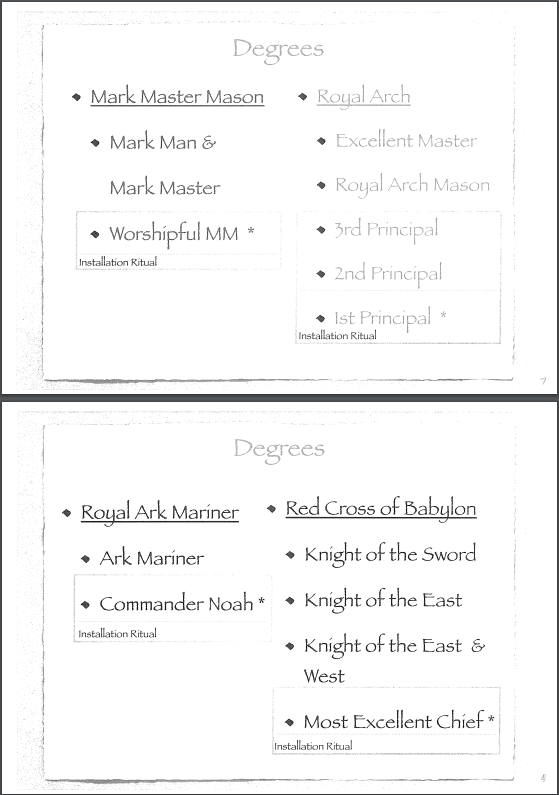 Degrees
Mark Master Mason
Mark Man &
Mark Master
Worshipful MM *
Installation Ritual
Royal Arch
Excellent Master
Royal Arch Mason
3rd Principal
2nd Principal
1st Principal *
Installation Ritual
7
Degrees
Royal Ark Mariner
Ark Mariner
Commander Noah *
Installation Ritual
Red Cross of Babylon
Knight of the Sword
Knight of the East
Knight of the East &
West
Most Excellent Chief *
Installation Ritual